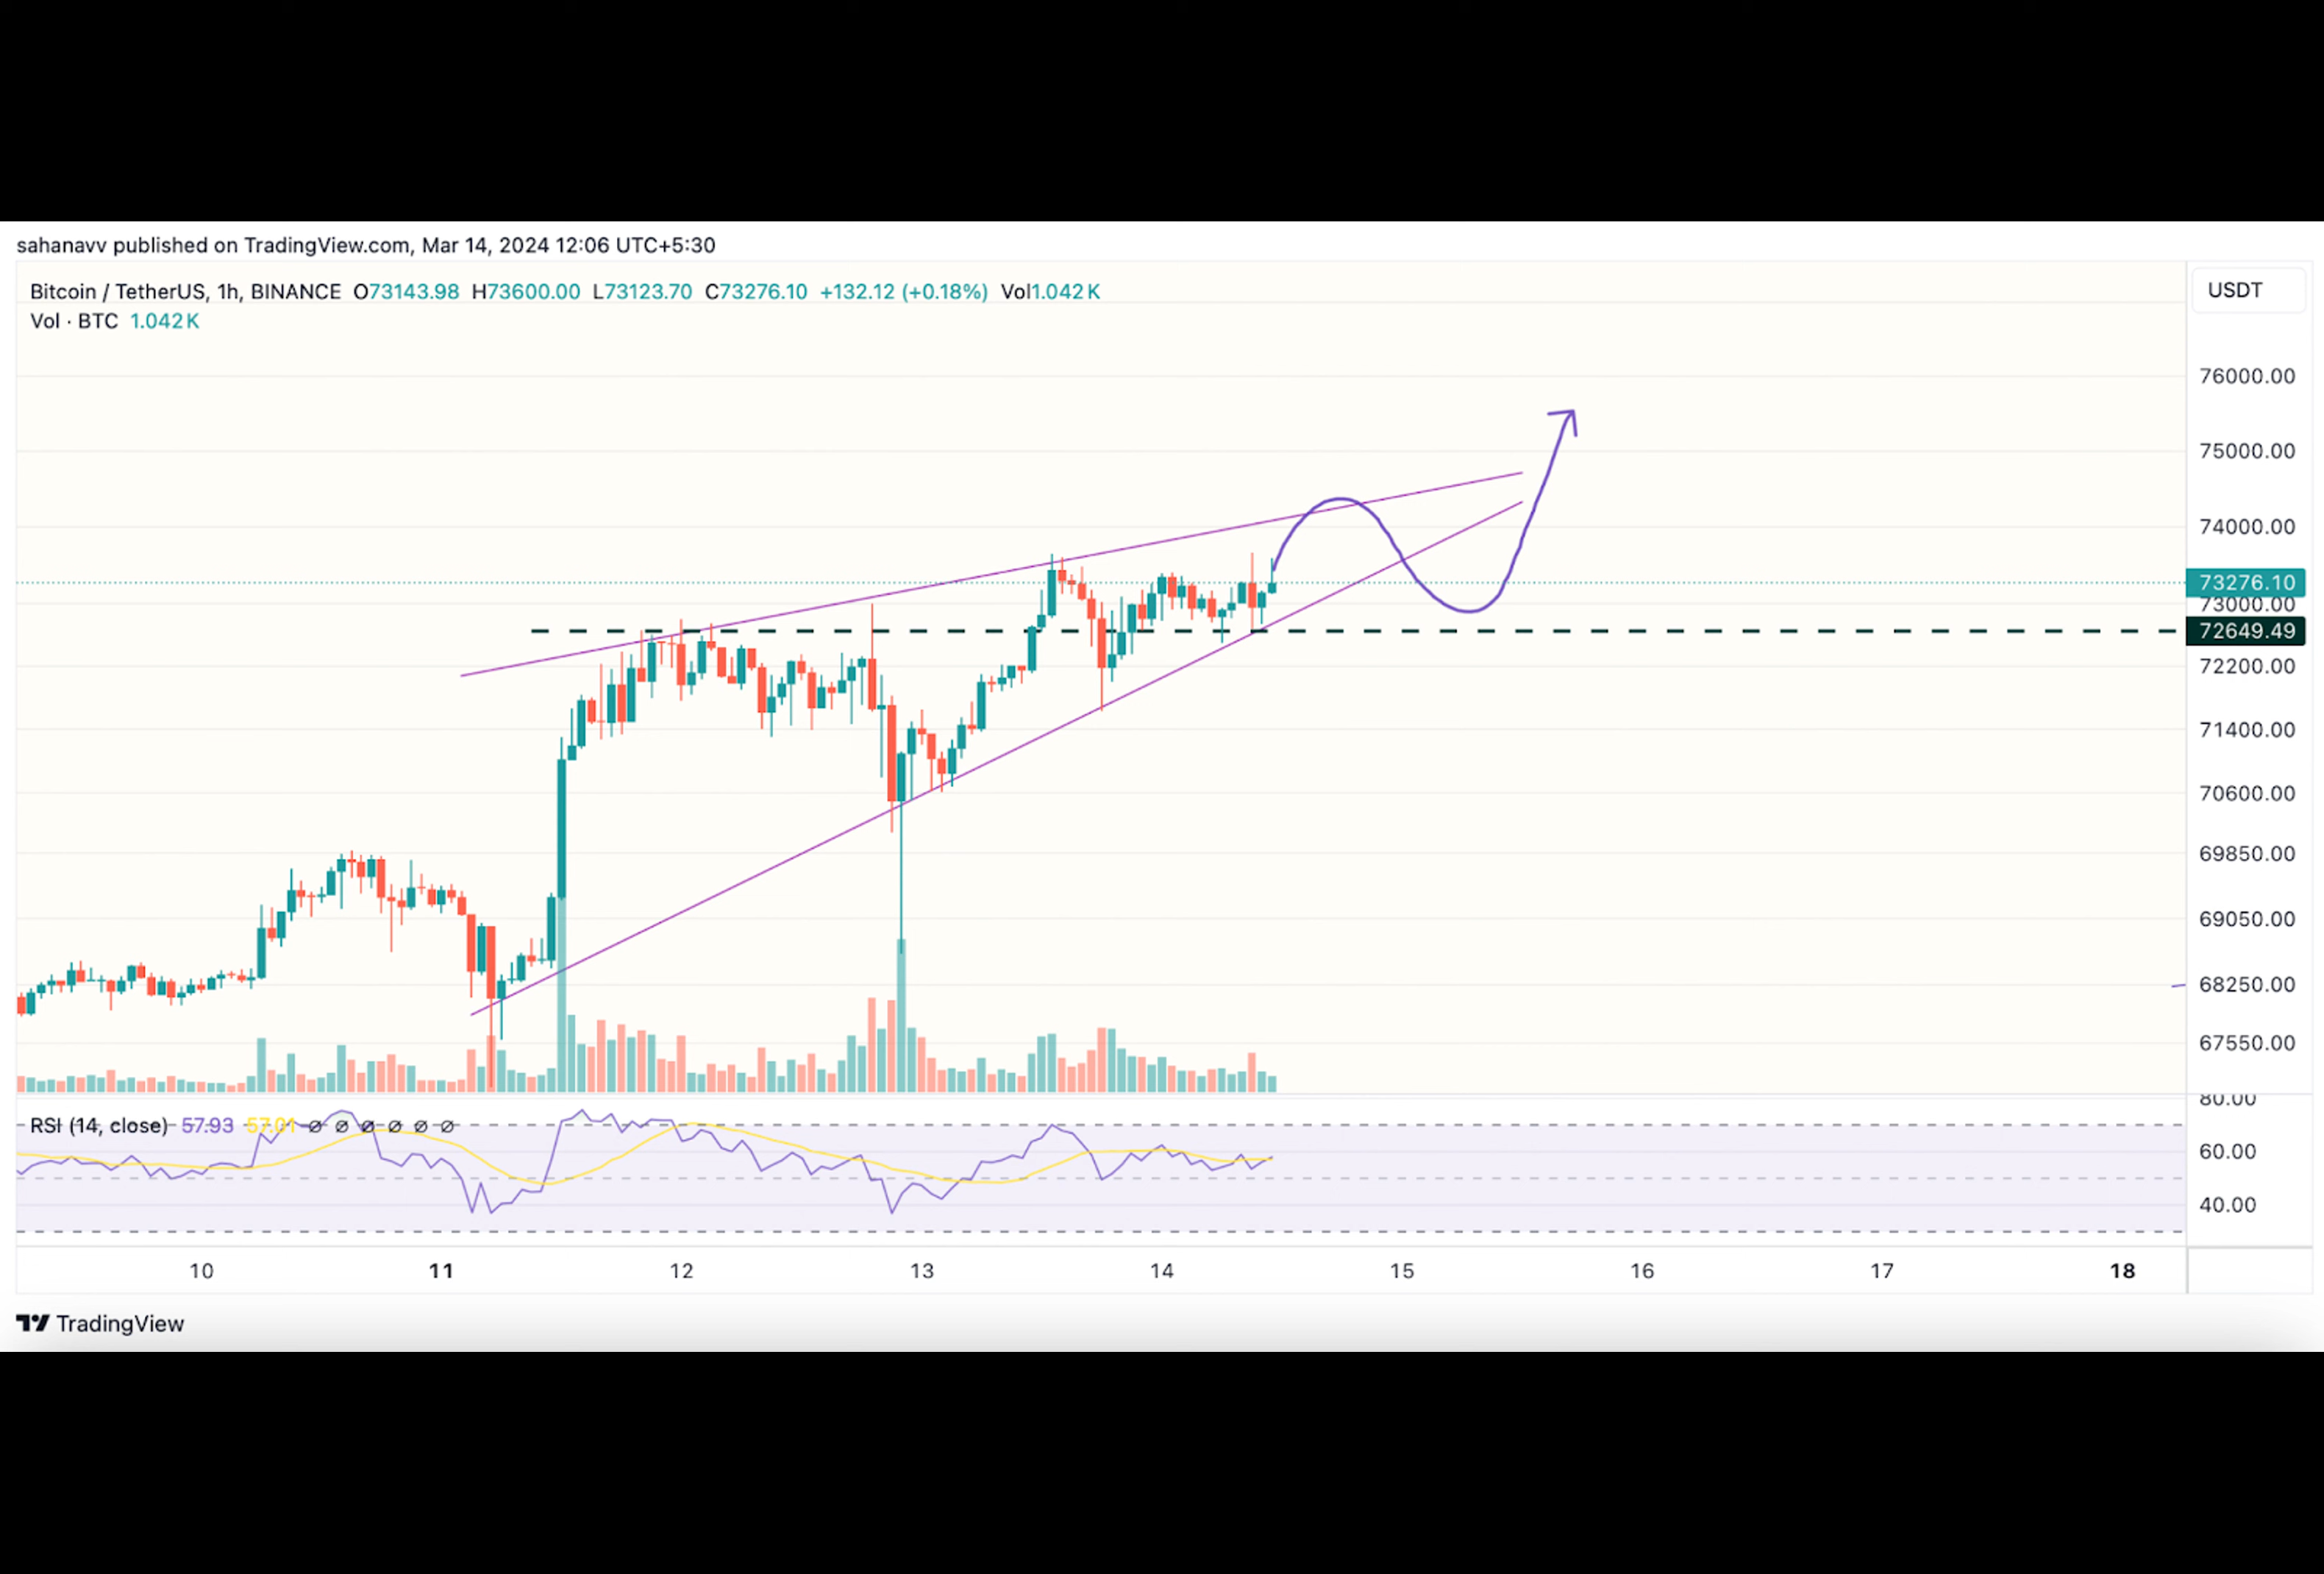 sahanavv published on TradingView.com, Mar 14, 2024 12:06 UTC+5:30
Bitcoin / TetherUS, 1h, BINANCE O73143.98 H73600.00 L73123.70 C73276.10 +132.12 (+0.18%) Vol1.042 K
USDT
Vol · BTC 1.042 K
76000.00
75000.00
74000.00
73276.10
73000.00
72649.49
72200.00
71400.00
70600.00
69850.00
69050.00
68250.00
67550.00
80.00
RSI (14, close) 57.93 57.01 ∅ ∅ ∅ ∅ ∅ ∅
60.00
40.00
10 11 12 13 14 15 16 17 18
TradingView